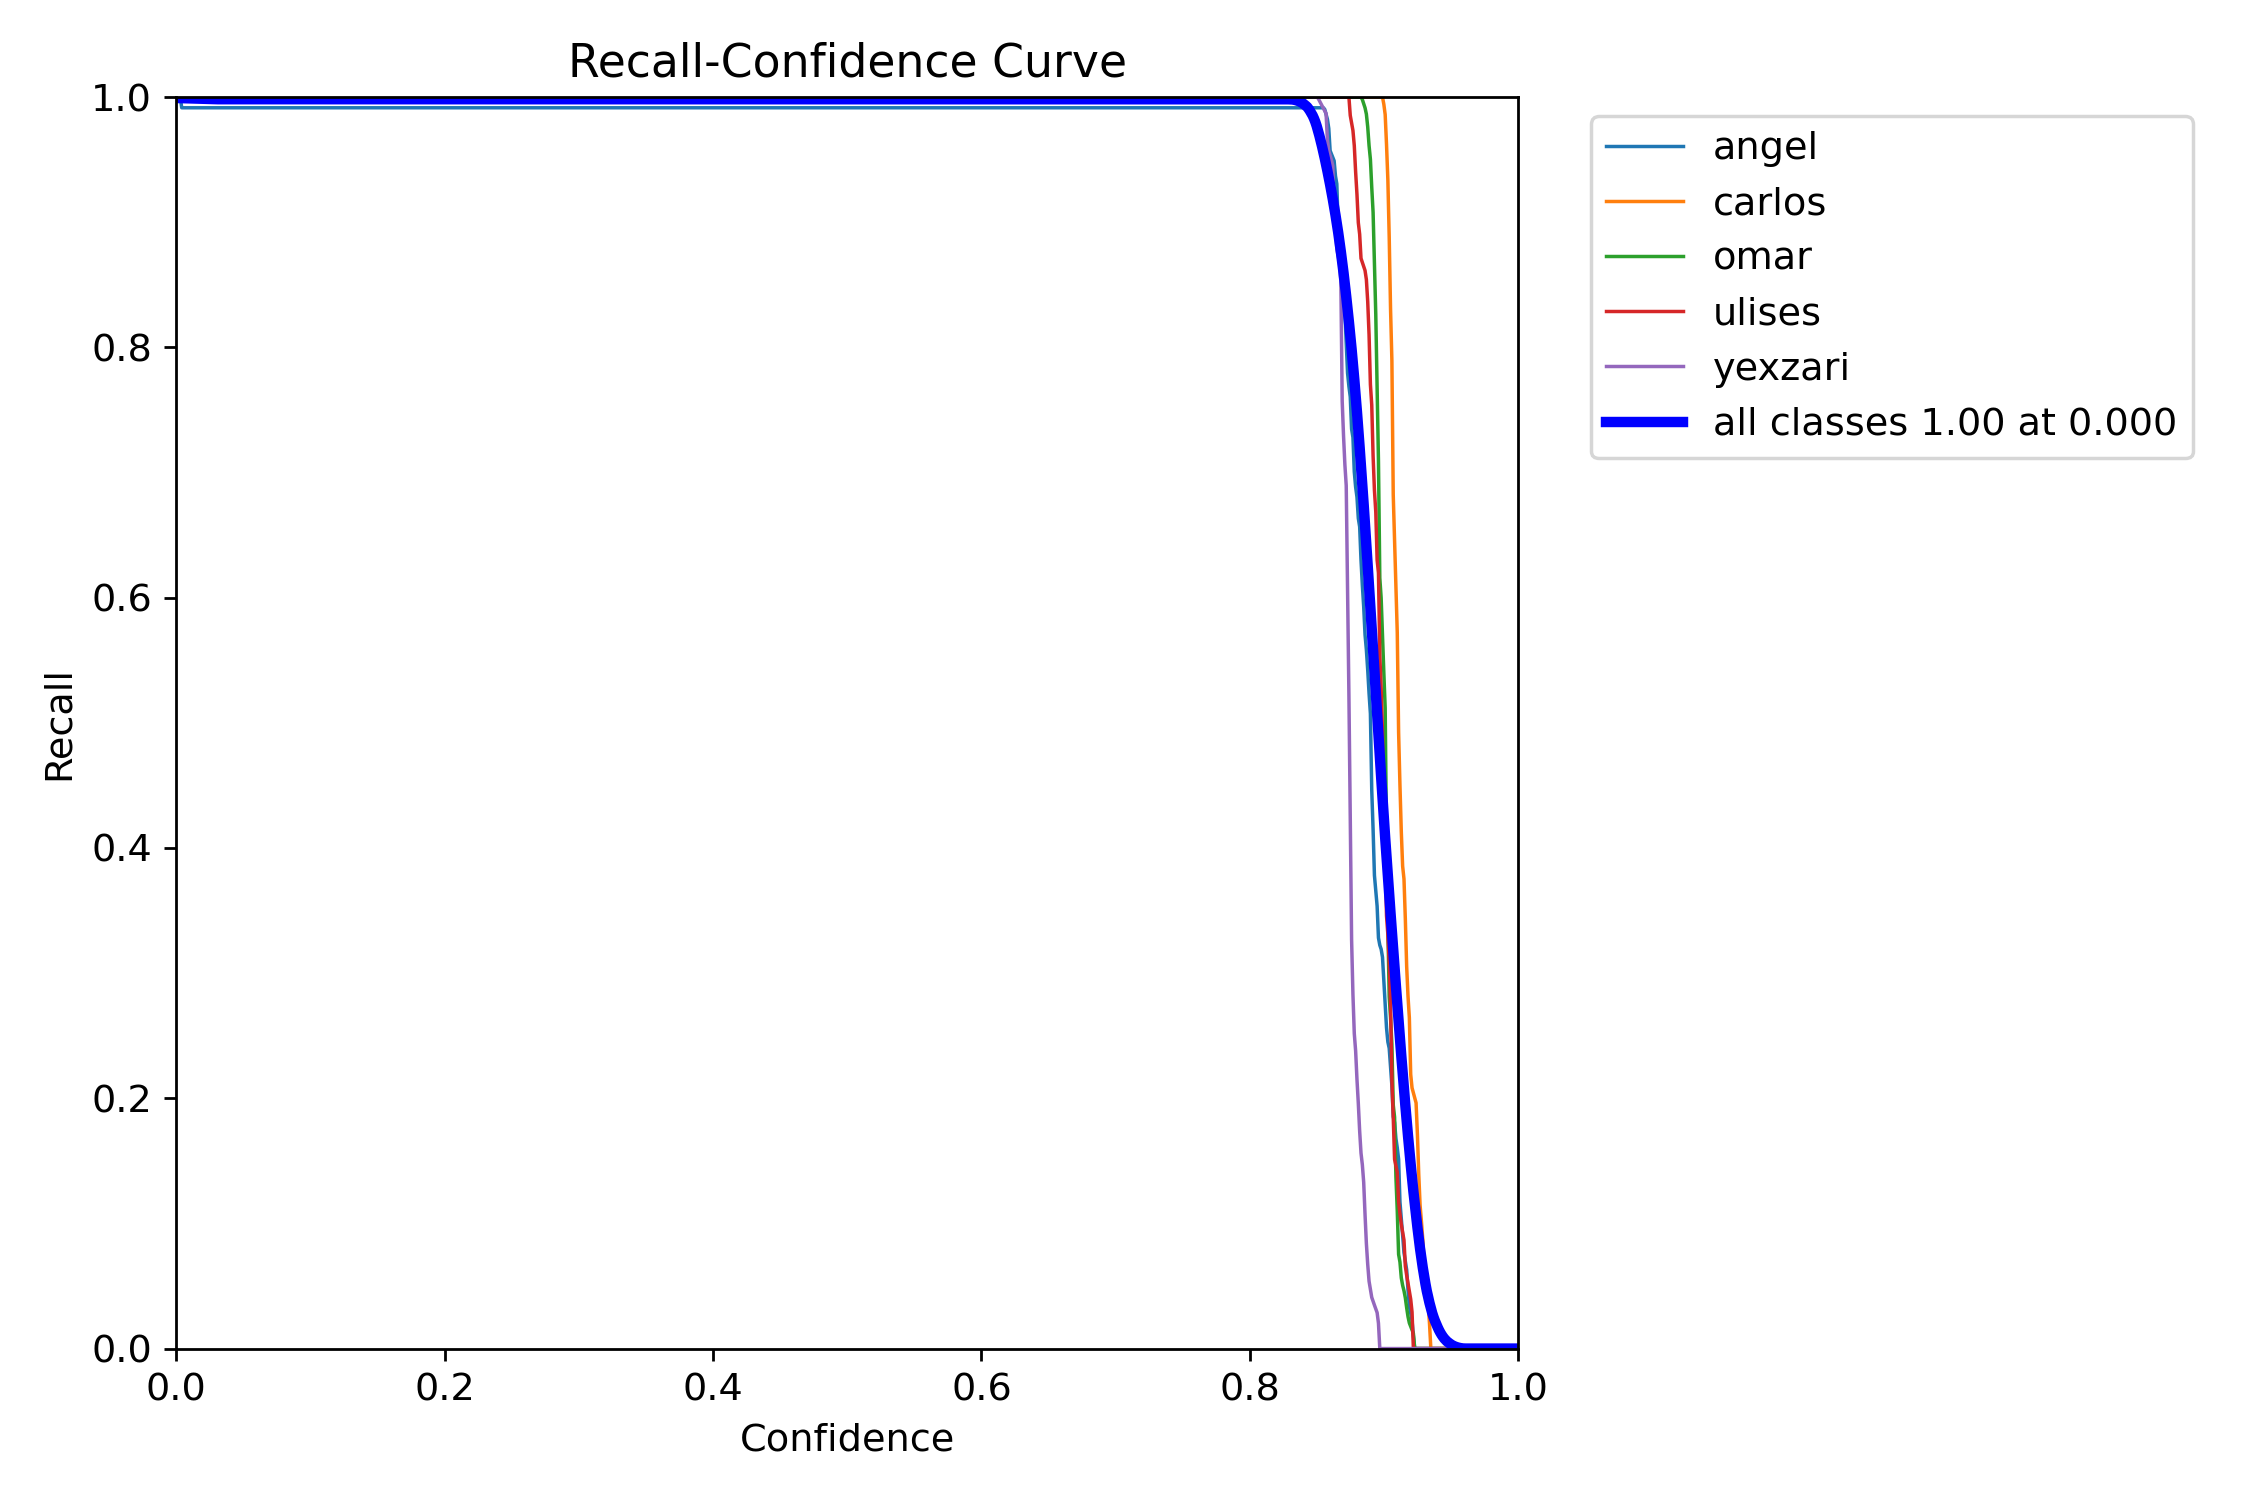 Recall-Confidence Curve
1.0
0.8
0.6
0.4
0.2
0.0
Recall
0.0 0.2 0.4 0.6 0.8 1.0
Confidence
angel
carlos
omar
ulises
yexzari
all classes 1.00 at 0.000